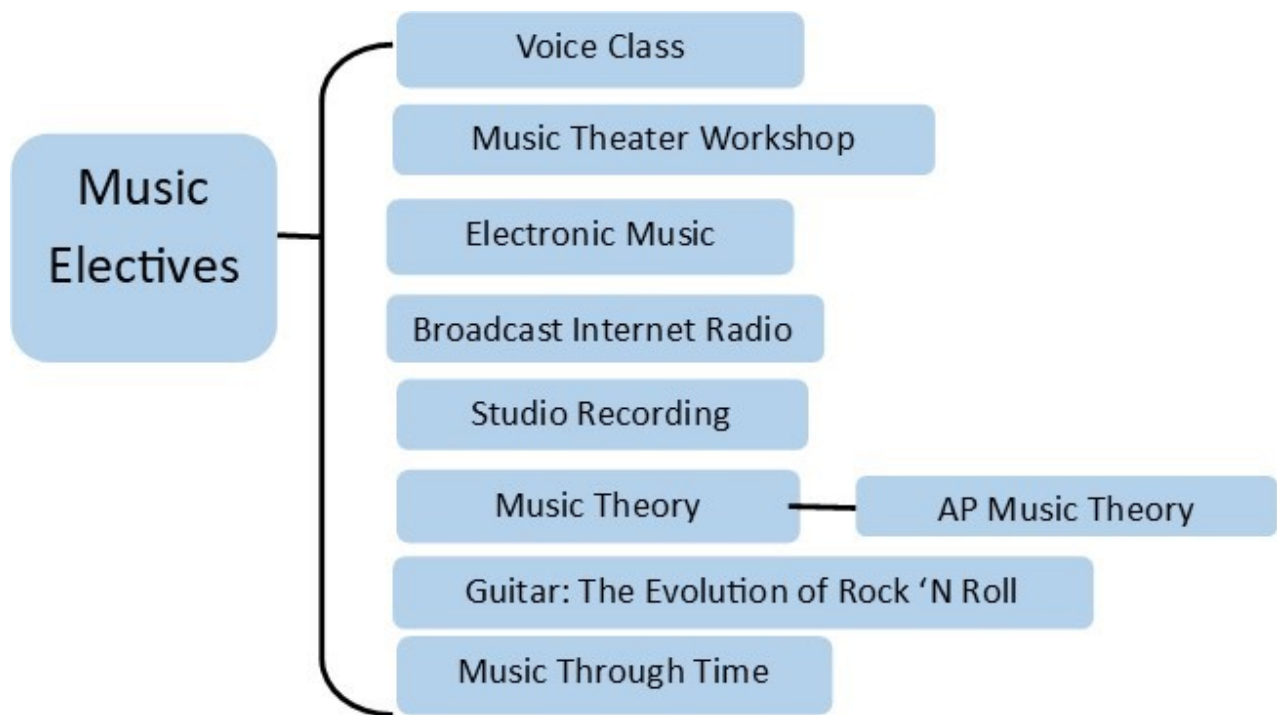 Voice Class
Music Theater Workshop
Music
Electives
Electronic Music
Broadcast Internet Radio
Studio Recording
Music Theory
AP Music Theory
Guitar: The Evolution of Rock ‘N Roll
Music Through Time